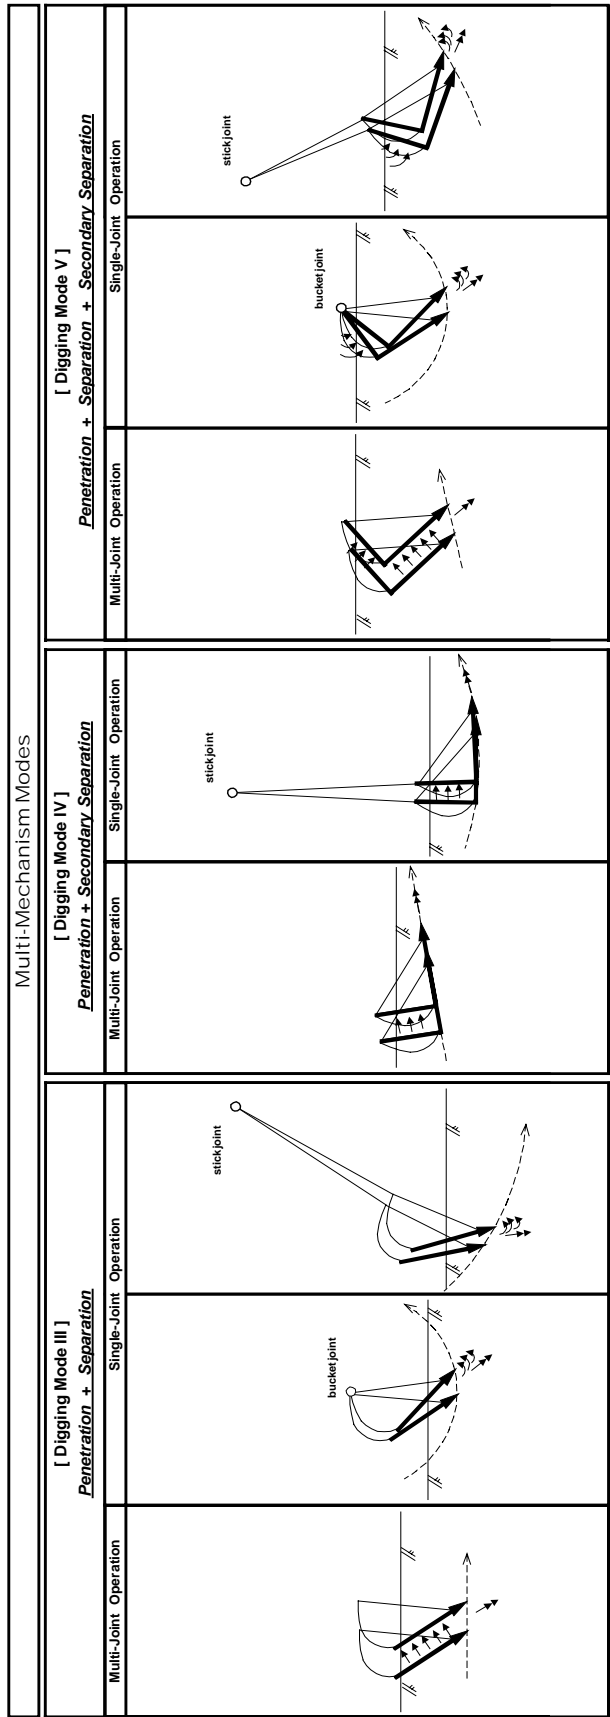 Multi-Mechanism Modes
[ Digging Mode III ]
Penetration + Separation
Multi-Joint Operation
Single-Joint Operation
bucket joint
stick joint
[ Digging Mode IV ]
Penetration + Secondary Separation
Multi-Joint Operation
Single-Joint Operation
stick joint
[ Digging Mode V ]
Penetration + Separation + Secondary Separation
Multi-Joint Operation
Single-Joint Operation
bucket joint
stick joint